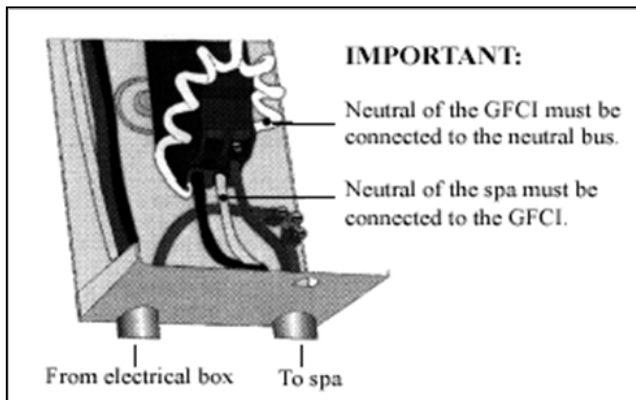 IMPORTANT:
Neutral of the GFCI must be
connected to the neutral bus.
Neutral of the spa must be
connected to the GFCI.
From electrical box
To spa